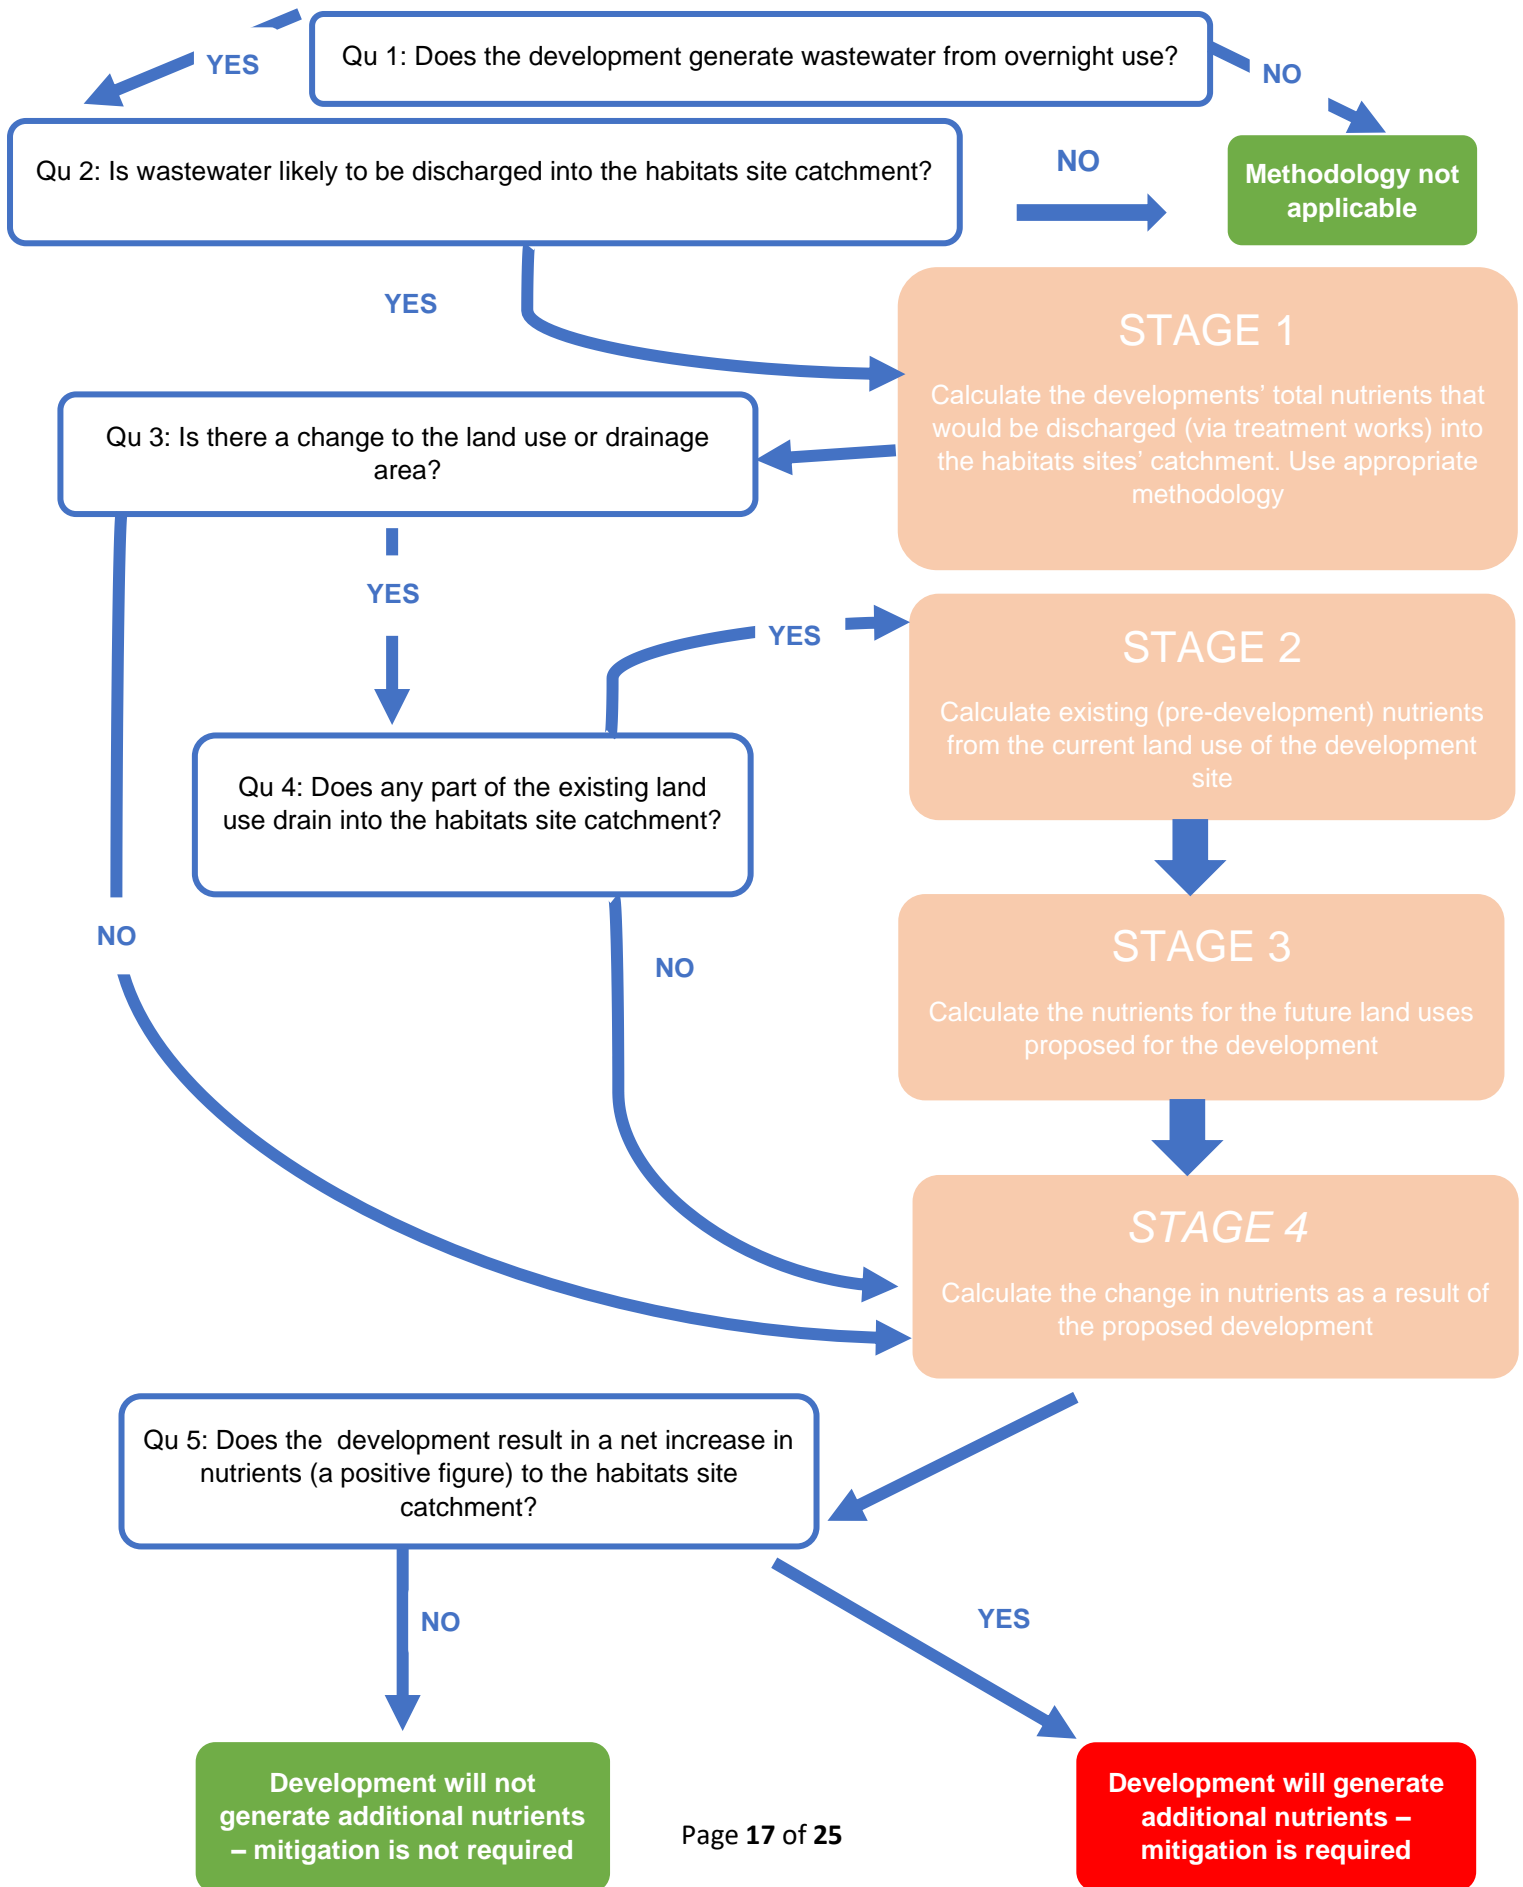 Qu 1: Does the development generate wastewater from overnight use?
YES
NO
Qu 2: Is wastewater likely to be discharged into the habitats site catchment?
NO
Methodology not
applicable
YES
STAGE 1
Calculate the developments’ total nutrients that
would be discharged (via treatment works) into
the habitats sites’ catchment. Use appropriate
methodology
Qu 3: Is there a change to the land use or drainage
area?
YES
YES
STAGE 2
Calculate existing (pre-development) nutrients
from the current land use of the development
site
Qu 4: Does any part of the existing land
use drain into the habitats site catchment?
NO
NO
STAGE 3
Calculate the nutrients for the future land uses
proposed for the development
STAGE 4
Calculate the change in nutrients as a result of
the proposed development
Qu 5: Does the  development result in a net increase in
nutrients (a positive figure) to the habitats site
catchment?
NO
YES
Development will not
generate additional nutrients
– mitigation is not required
Development will generate
additional nutrients –
mitigation is required
Page 17 of 25